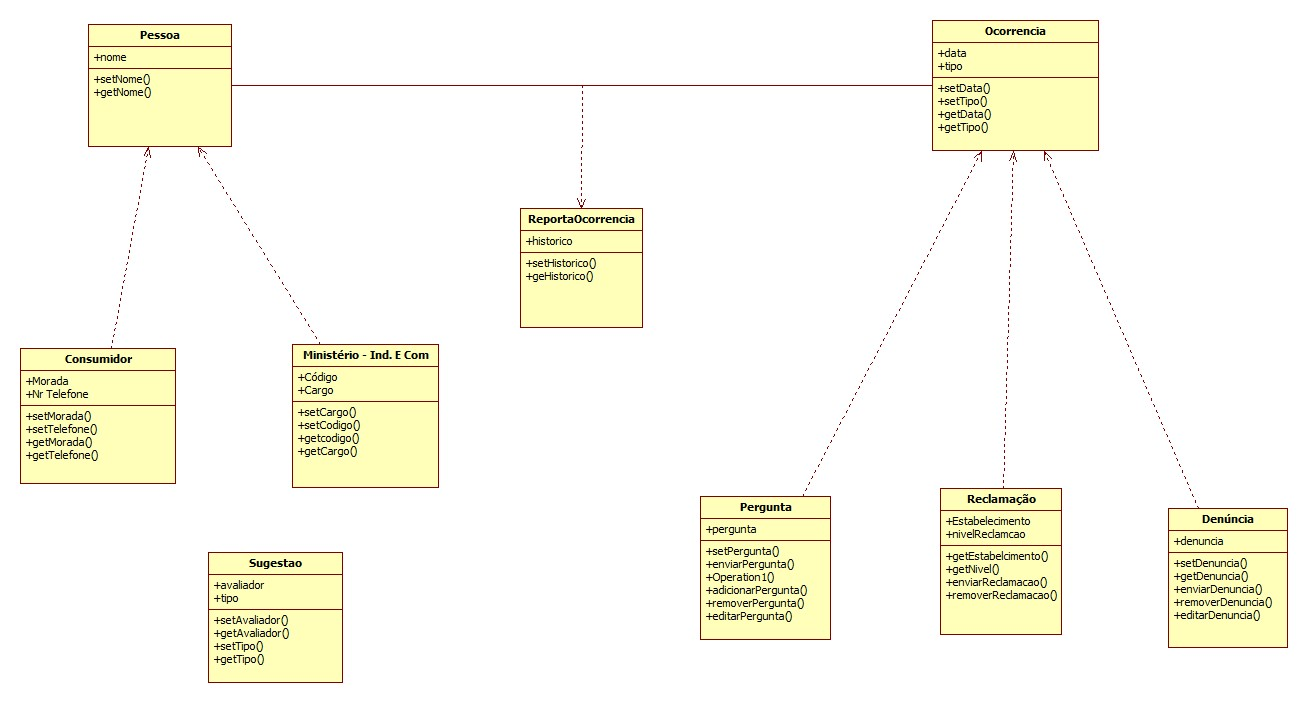 Pessoa
+nome
+setNome()
+getNome()
Ocorrencia
+data
+tipo
+setData()
+setTipo()
+getData()
+getTipo()
ReportaOcorrencia
+historico
+setHistorico()
+geHistorico()
Consumidor
+Morada
+Nr Telefone
+setMorada()
+setTelefone()
+getMorada()
+getTelefone()
Ministério - Ind. E Com
+Código
+Cargo
+setCargo()
+setCodigo()
+getcodigo()
+getCargo()
Pergunta
+pergunta
+setPergunta()
+enviarPergunta()
+Operation1()
+adicionarPergunta()
+removerPergunta()
+editarPergunta()
Reclamação
+Estabelecimento
+nivelReclamcao
+getEstabelcimento()
+getNivel()
+enviarReclamacao()
+removerReclamacao()
Denúncia
+denuncia
+setDenuncia()
+getDenuncia()
+enviarDenuncia()
+removerDenuncia()
+editarDenuncia()
Sugestao
+avaliador
+tipo
+setAvaliador()
+getAvaliador()
+setTipo()
+getTipo()